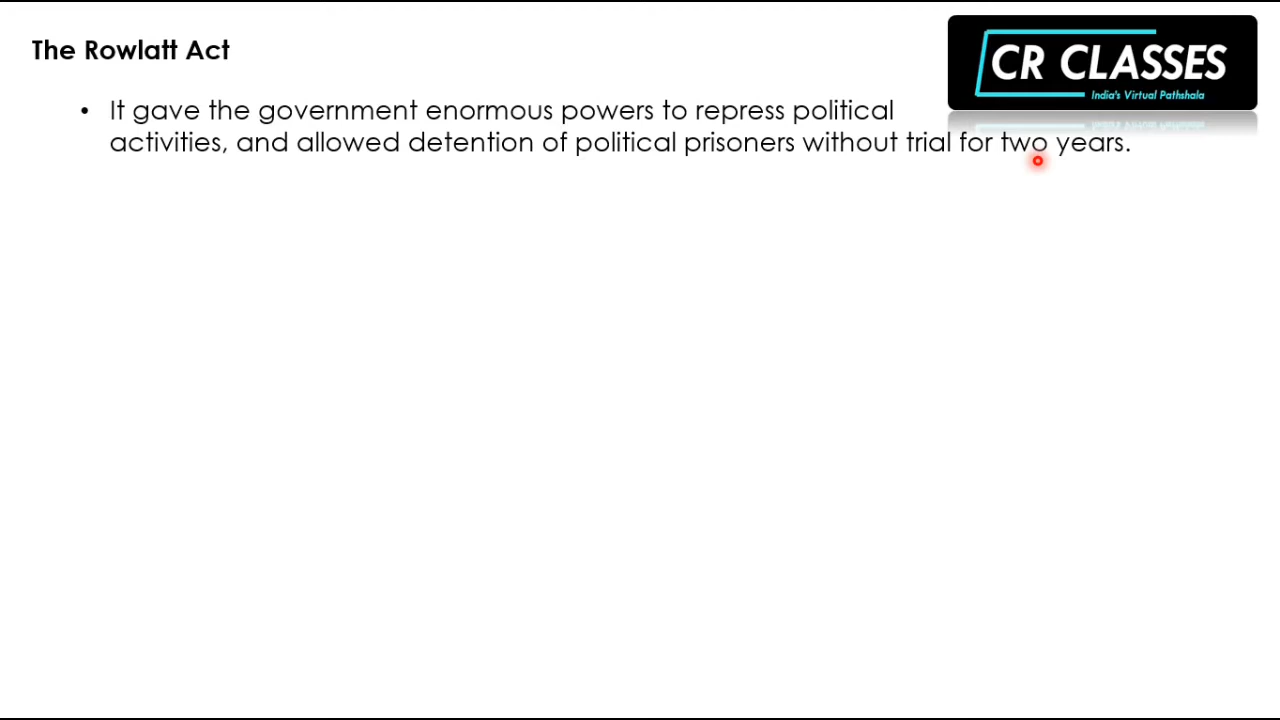 The Rowlatt Act
CR CLASSES
India's Virtual Pathshala
• It gave the government enormous powers to repress political
activities, and allowed detention of political prisoners without trial for two years.